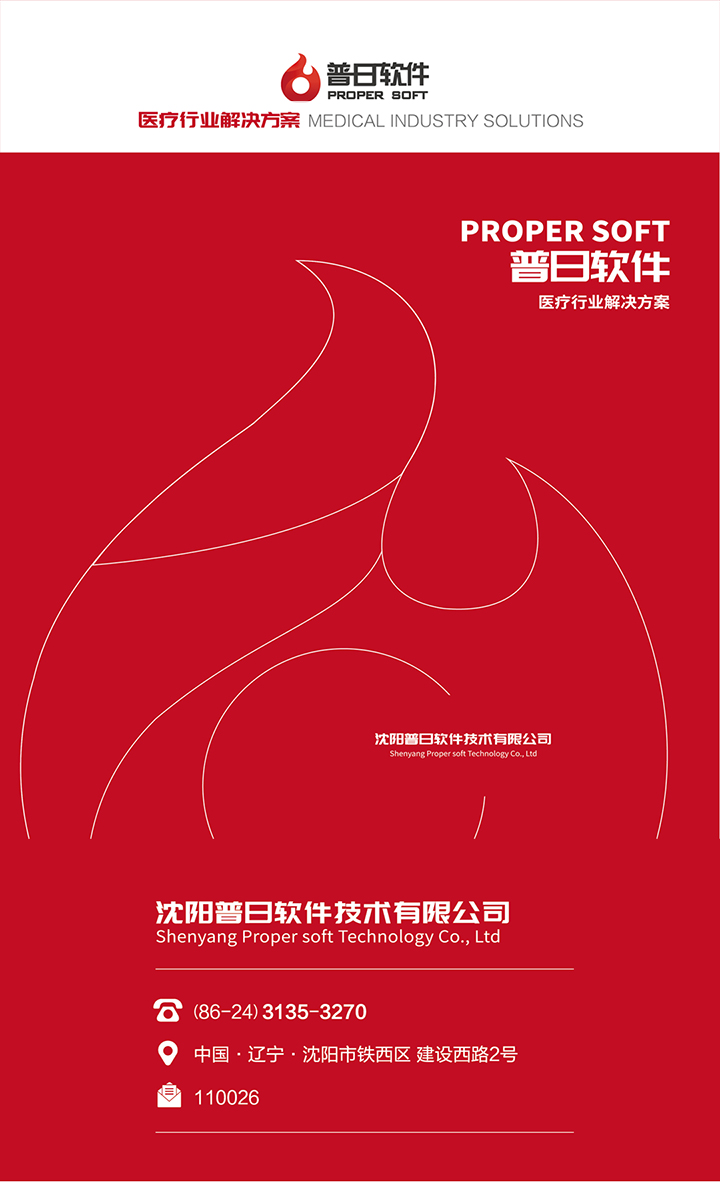 普日软件
PROPER SOFT
医疗行业解决方案 MEDICAL INDUSTRY SOLUTIONS
PROPER SOFT
普日软件
医疗行业解决方案
沈阳普日软件技术有限公司
Shenyang Proper soft Technology Co., Ltd
沈阳普日软件技术有限公司
Shenyang Proper soft Technology Co., Ltd
(86-24) 3135-3270
中国·辽宁·沈阳市铁西区 建设西路2号
110026